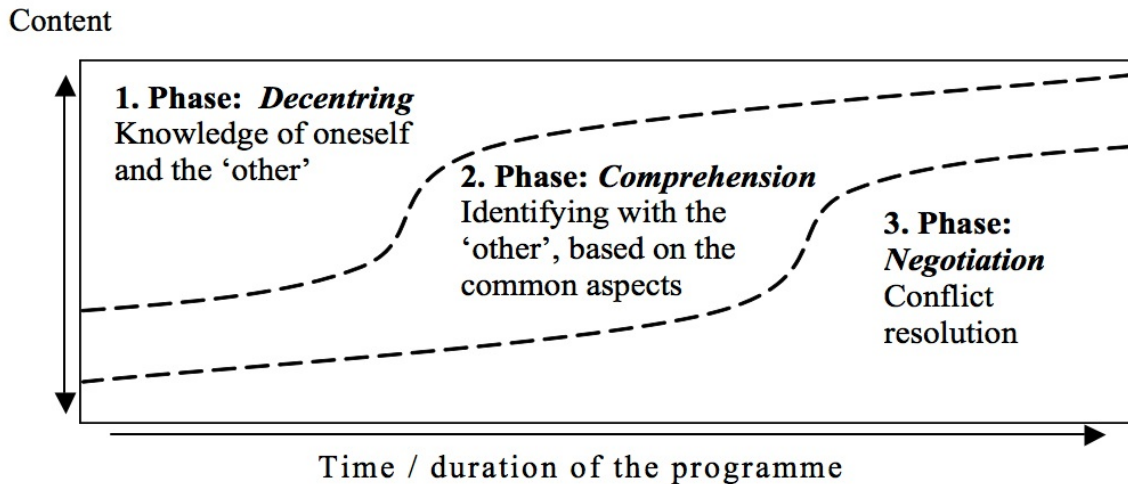 Content
1. Phase: Decentring
Knowledge of oneself
and the ‘other’
2. Phase: Comprehension
Identifying with the
‘other’, based on the
common aspects
3. Phase:
Negotiation
Conflict
resolution
Time / duration of the programme